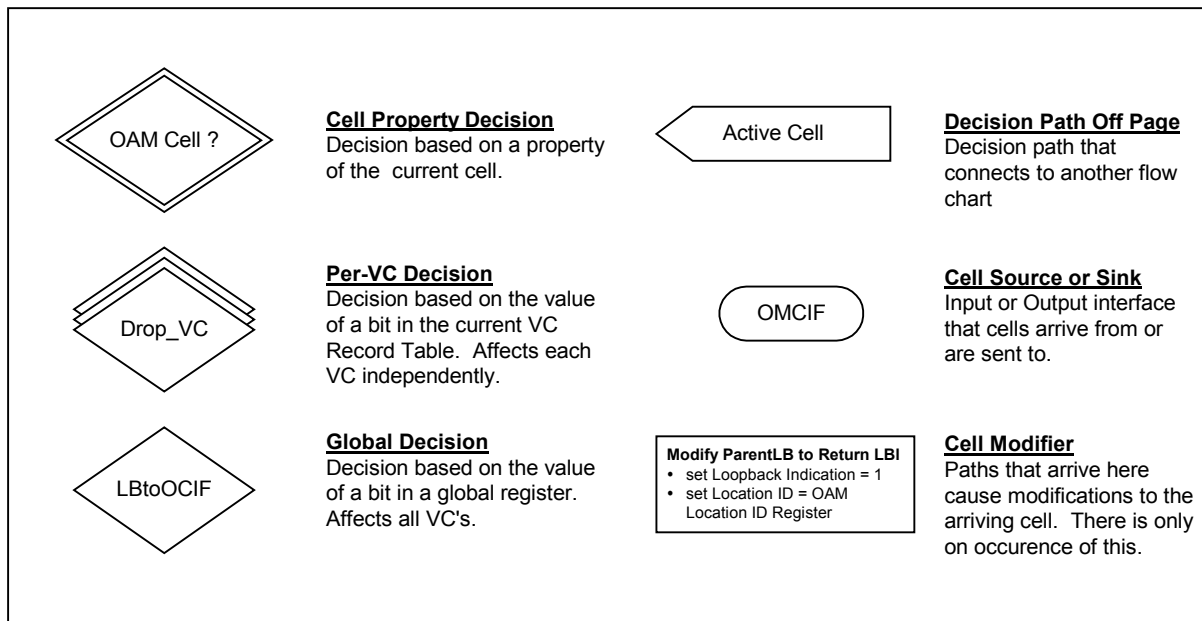 OAM Cell ?
Cell Property Decision
Decision based on a property
of the  current cell.
Active Cell
Decision Path Off Page
Decision path that
connects to another flow
chart
Drop_VC
Per-VC Decision
Decision based on the value
of a bit in the current VC
Record Table.  Affects each
VC independently.
OMCIF
Cell Source or Sink
Input or Output interface
that cells arrive from or
are sent to.
LBtoOCIF
Global Decision
Decision based on the value
of a bit in a global register.
Affects all VC's.
Modify ParentLB to Return LBI
• set Loopback Indication = 1
• set Location ID = OAM
Location ID Register
Cell Modifier
Paths that arrive here
cause modifications to the
arriving cell.  There is only
on occurence of this.